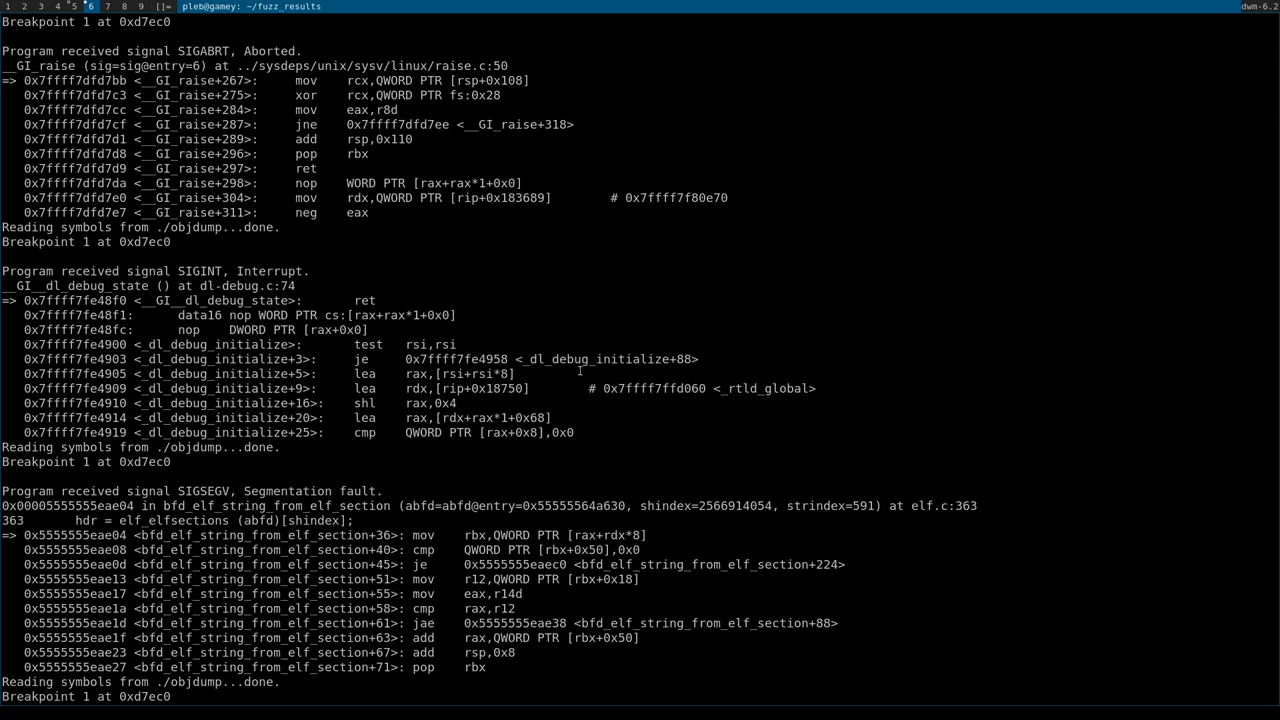 1 2 3 4 5 6 7 8 9 []= pleb@gamey: ~/fuzz_results dwm-6.2
Breakpoint 1 at 0xd7ec0
Program received signal SIGABRT, Aborted.
__GI_raise (sig=sig@entry=6) at ../sysdeps/unix/sysv/linux/raise.c:50
=> 0x7ffff7dfd7bb <__GI_raise+267>: mov rcx,QWORD PTR [rsp+0x108]
0x7ffff7dfd7c3 <__GI_raise+275>: xor rcx,QWORD PTR fs:0x28
0x7ffff7dfd7cc <__GI_raise+284>: mov eax,r8d
0x7ffff7dfd7cf <__GI_raise+287>: jne 0x7ffff7dfd7ee <__GI_raise+318>
0x7ffff7dfd7d1 <__GI_raise+289>: add rsp,0x110
0x7ffff7dfd7d8 <__GI_raise+296>: pop rbx
0x7ffff7dfd7d9 <__GI_raise+297>: ret
0x7ffff7dfd7da <__GI_raise+298>: nop WORD PTR [rax+rax*1+0x0]
0x7ffff7dfd7e0 <__GI_raise+304>: mov rdx,QWORD PTR [rip+0x183689] # 0x7ffff7f80e70
0x7ffff7dfd7e7 <__GI_raise+311>: neg eax
Reading symbols from ./objdump...done.
Breakpoint 1 at 0xd7ec0
Program received signal SIGINT, Interrupt.
__GI__dl_debug_state () at dl-debug.c:74
=> 0x7ffff7fe48f0 <__GI__dl_debug_state>: ret
0x7ffff7fe48f1: data16 nop WORD PTR cs:[rax+rax*1+0x0]
0x7ffff7fe48fc: nop DWORD PTR [rax+0x0]
0x7ffff7fe4900 <_dl_debug_initialize>: test rsi,rsi
0x7ffff7fe4903 <_dl_debug_initialize+3>: je 0x7ffff7fe4958 <_dl_debug_initialize+88>
0x7ffff7fe4905 <_dl_debug_initialize+5>: lea rax,[rsi+rsi*8]
0x7ffff7fe4909 <_dl_debug_initialize+9>: lea rdx,[rip+0x18750] # 0x7ffff7ffd060 <_rtld_global>
0x7ffff7fe4910 <_dl_debug_initialize+16>: shl rax,0x4
0x7ffff7fe4914 <_dl_debug_initialize+20>: lea rax,[rdx+rax*1+0x68]
0x7ffff7fe4919 <_dl_debug_initialize+25>: cmp QWORD PTR [rax+0x8],0x0
Reading symbols from ./objdump...done.
Breakpoint 1 at 0xd7ec0
Program received signal SIGSEGV, Segmentation fault.
0x00005555555eae04 in bfd_elf_string_from_elf_section (abfd=abfd@entry=0x55555564a630, shindex=2566914054, strindex=591) at elf.c:363
363 hdr = elf_elfsections (abfd)[shindex];
=> 0x5555555eae04 <bfd_elf_string_from_elf_section+36>: mov rbx,QWORD PTR [rax+rdx*8]
0x5555555eae08 <bfd_elf_string_from_elf_section+40>: cmp QWORD PTR [rbx+0x50],0x0
0x5555555eae0d <bfd_elf_string_from_elf_section+45>: je 0x5555555eaec0 <bfd_elf_string_from_elf_section+224>
0x5555555eae13 <bfd_elf_string_from_elf_section+51>: mov r12,QWORD PTR [rbx+0x18]
0x5555555eae17 <bfd_elf_string_from_elf_section+55>: mov eax,r14d
0x5555555eae1a <bfd_elf_string_from_elf_section+58>: cmp rax,r12
0x5555555eae1d <bfd_elf_string_from_elf_section+61>: jae 0x5555555eae38 <bfd_elf_string_from_elf_section+88>
0x5555555eae1f <bfd_elf_string_from_elf_section+63>: add rax,QWORD PTR [rbx+0x50]
0x5555555eae23 <bfd_elf_string_from_elf_section+67>: add rsp,0x8
0x5555555eae27 <bfd_elf_string_from_elf_section+71>: pop rbx
Reading symbols from ./objdump...done.
Breakpoint 1 at 0xd7ec0